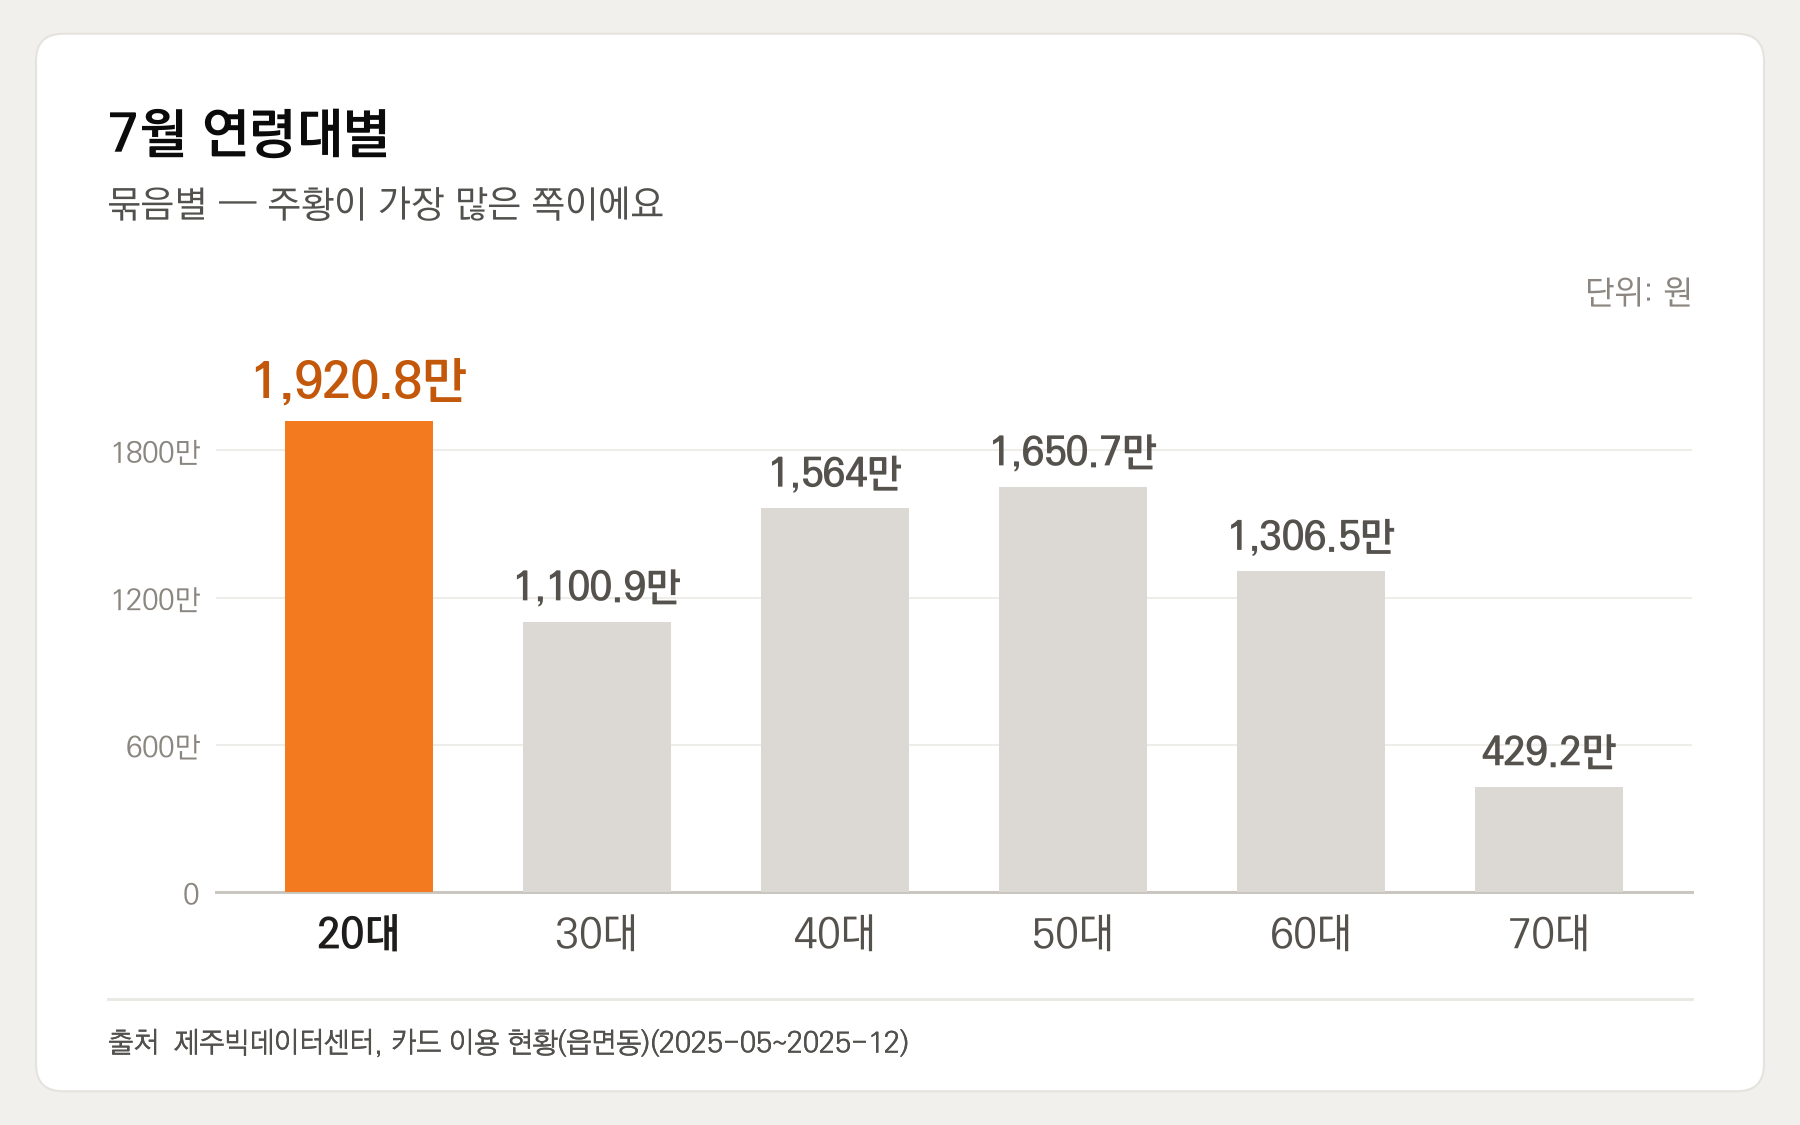 7월 연령대별
묶음별 — 주황이 가장 많은 쪽이에요
단위: 원
1,920.8만
1800만
1,650.7만
1,564만
1,306.5만
1,100.9만
1200만
600만
429.2만
0
20대 30대 40대 50대 60대 70대
출처 제주빅데이터센터, 카드 이용 현황(읍면동)(2025-05~2025-12)